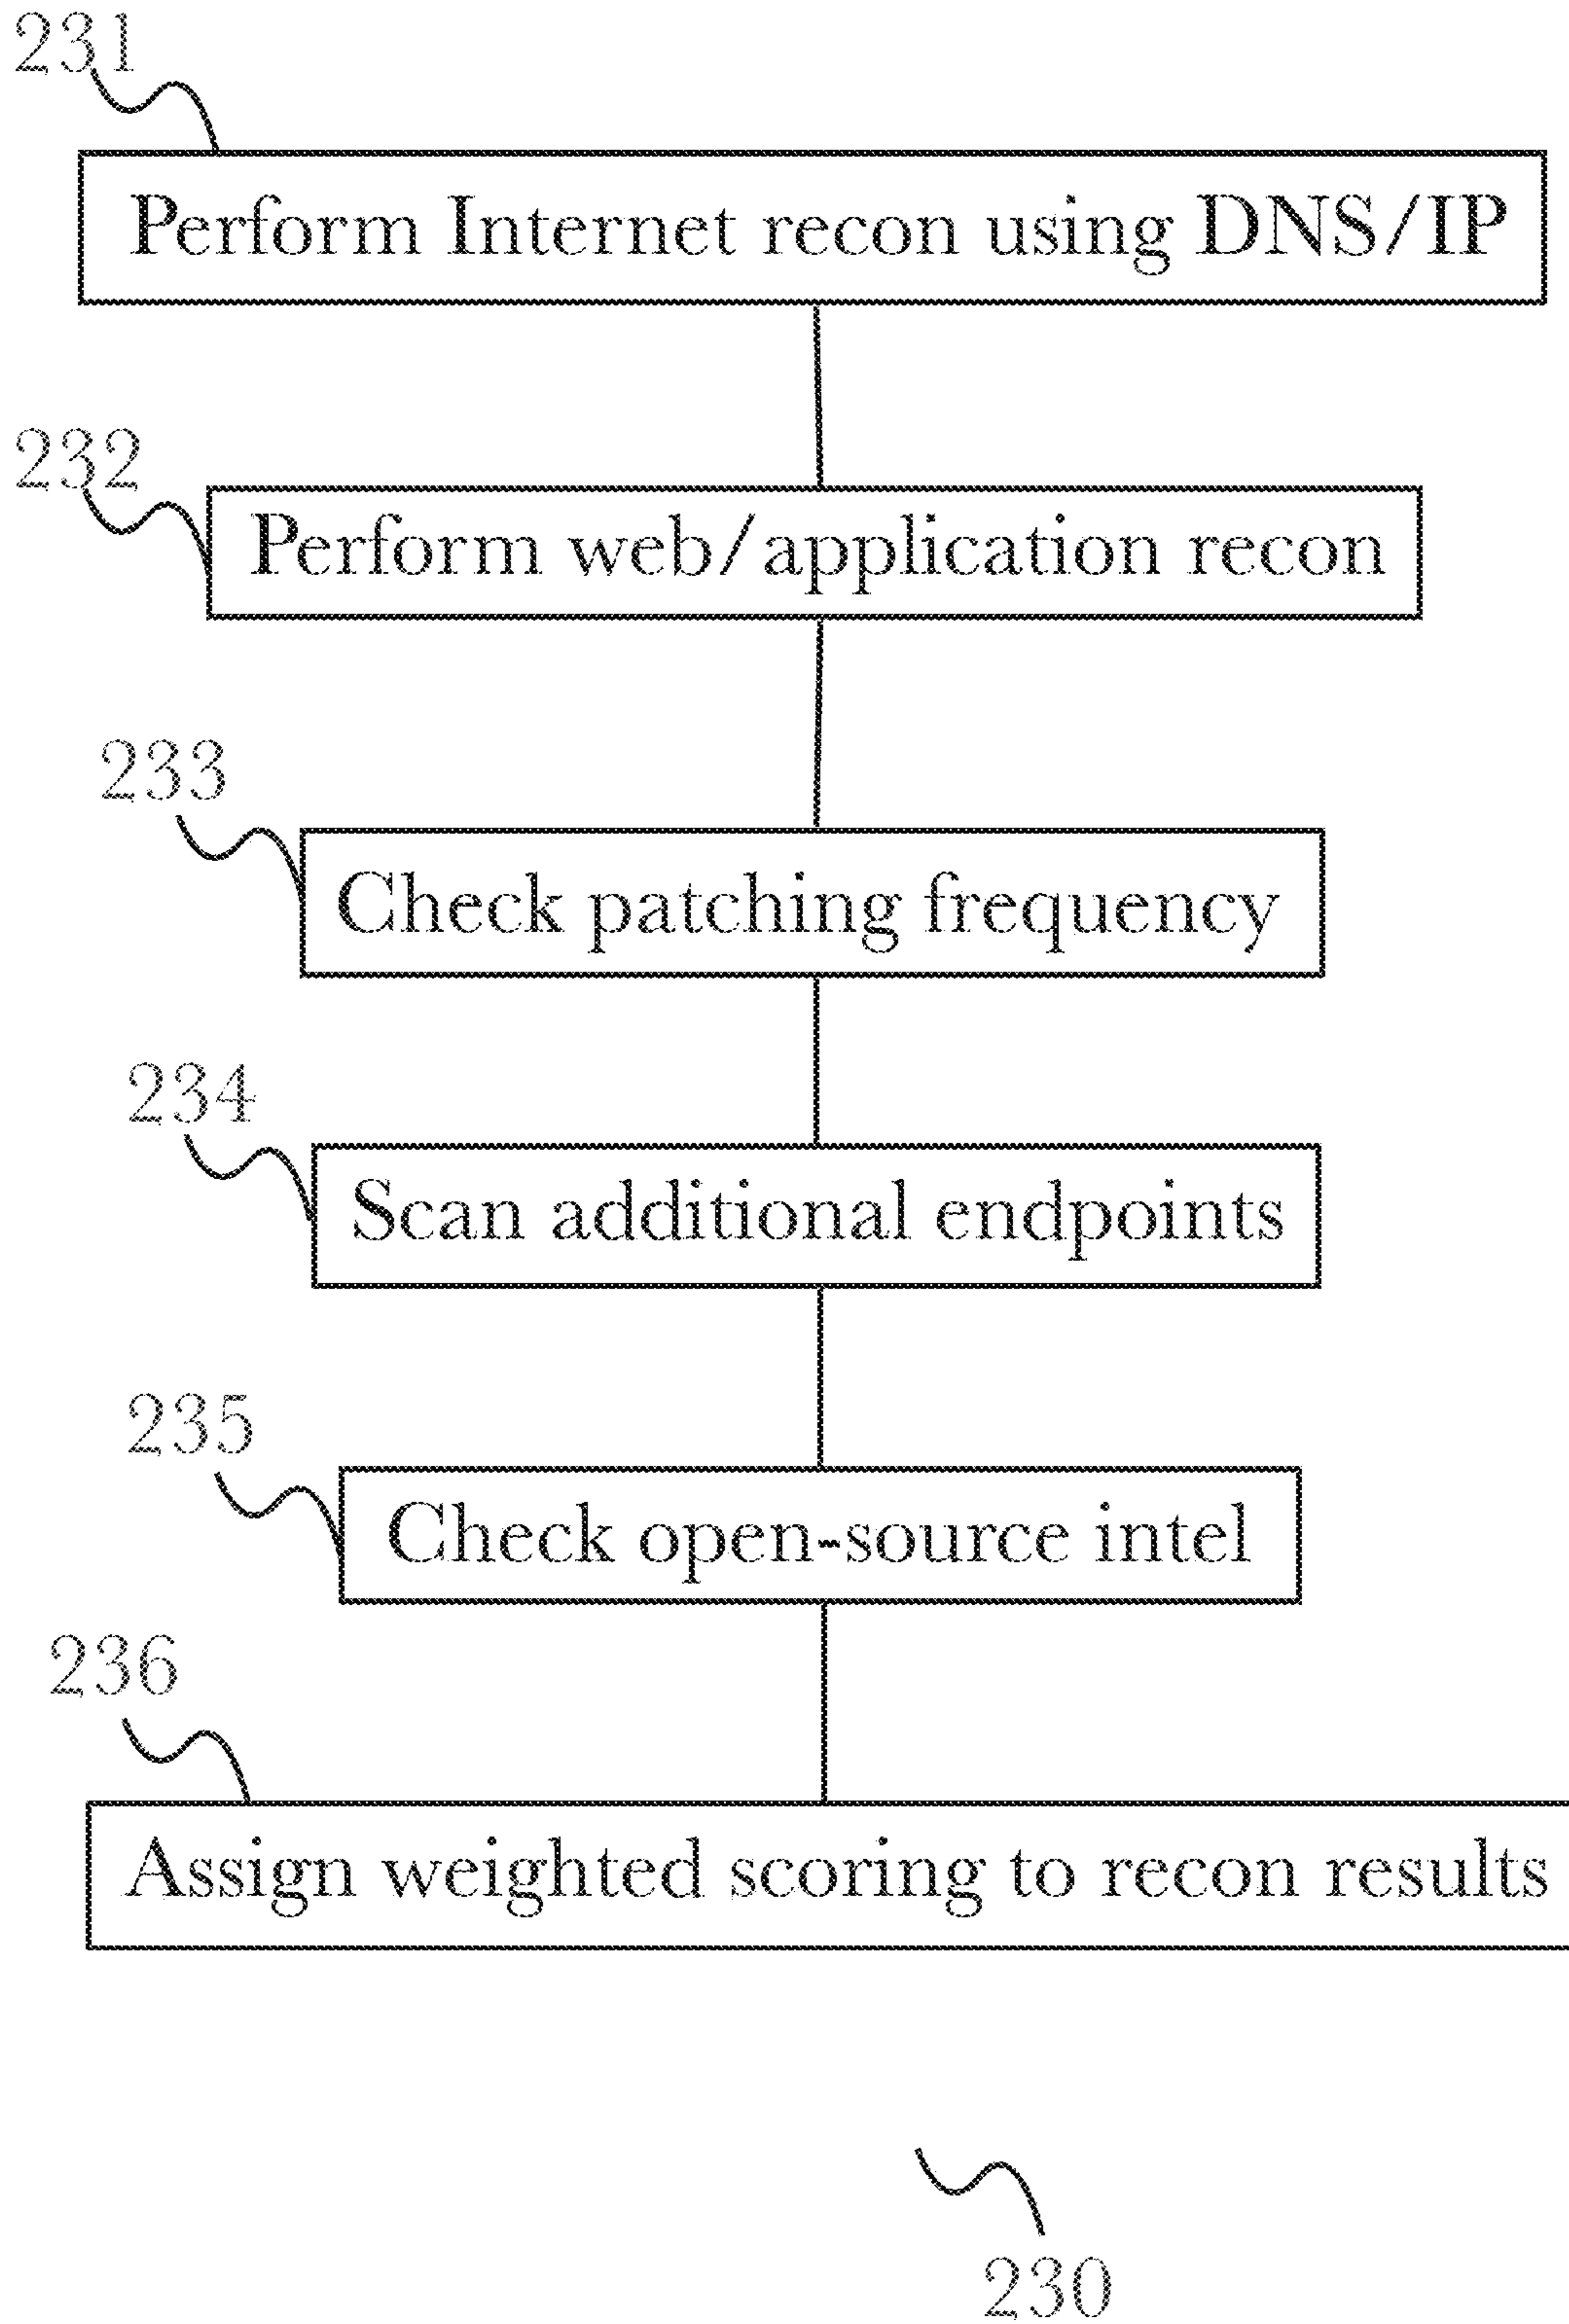 231
Perform Internet recon using DNS/IP
232
Perform web/application recon
233
Check patching frequency
234
Scan additional endpoints
235
Check open-source intel
236
Assign weighted scoring to recon results
230